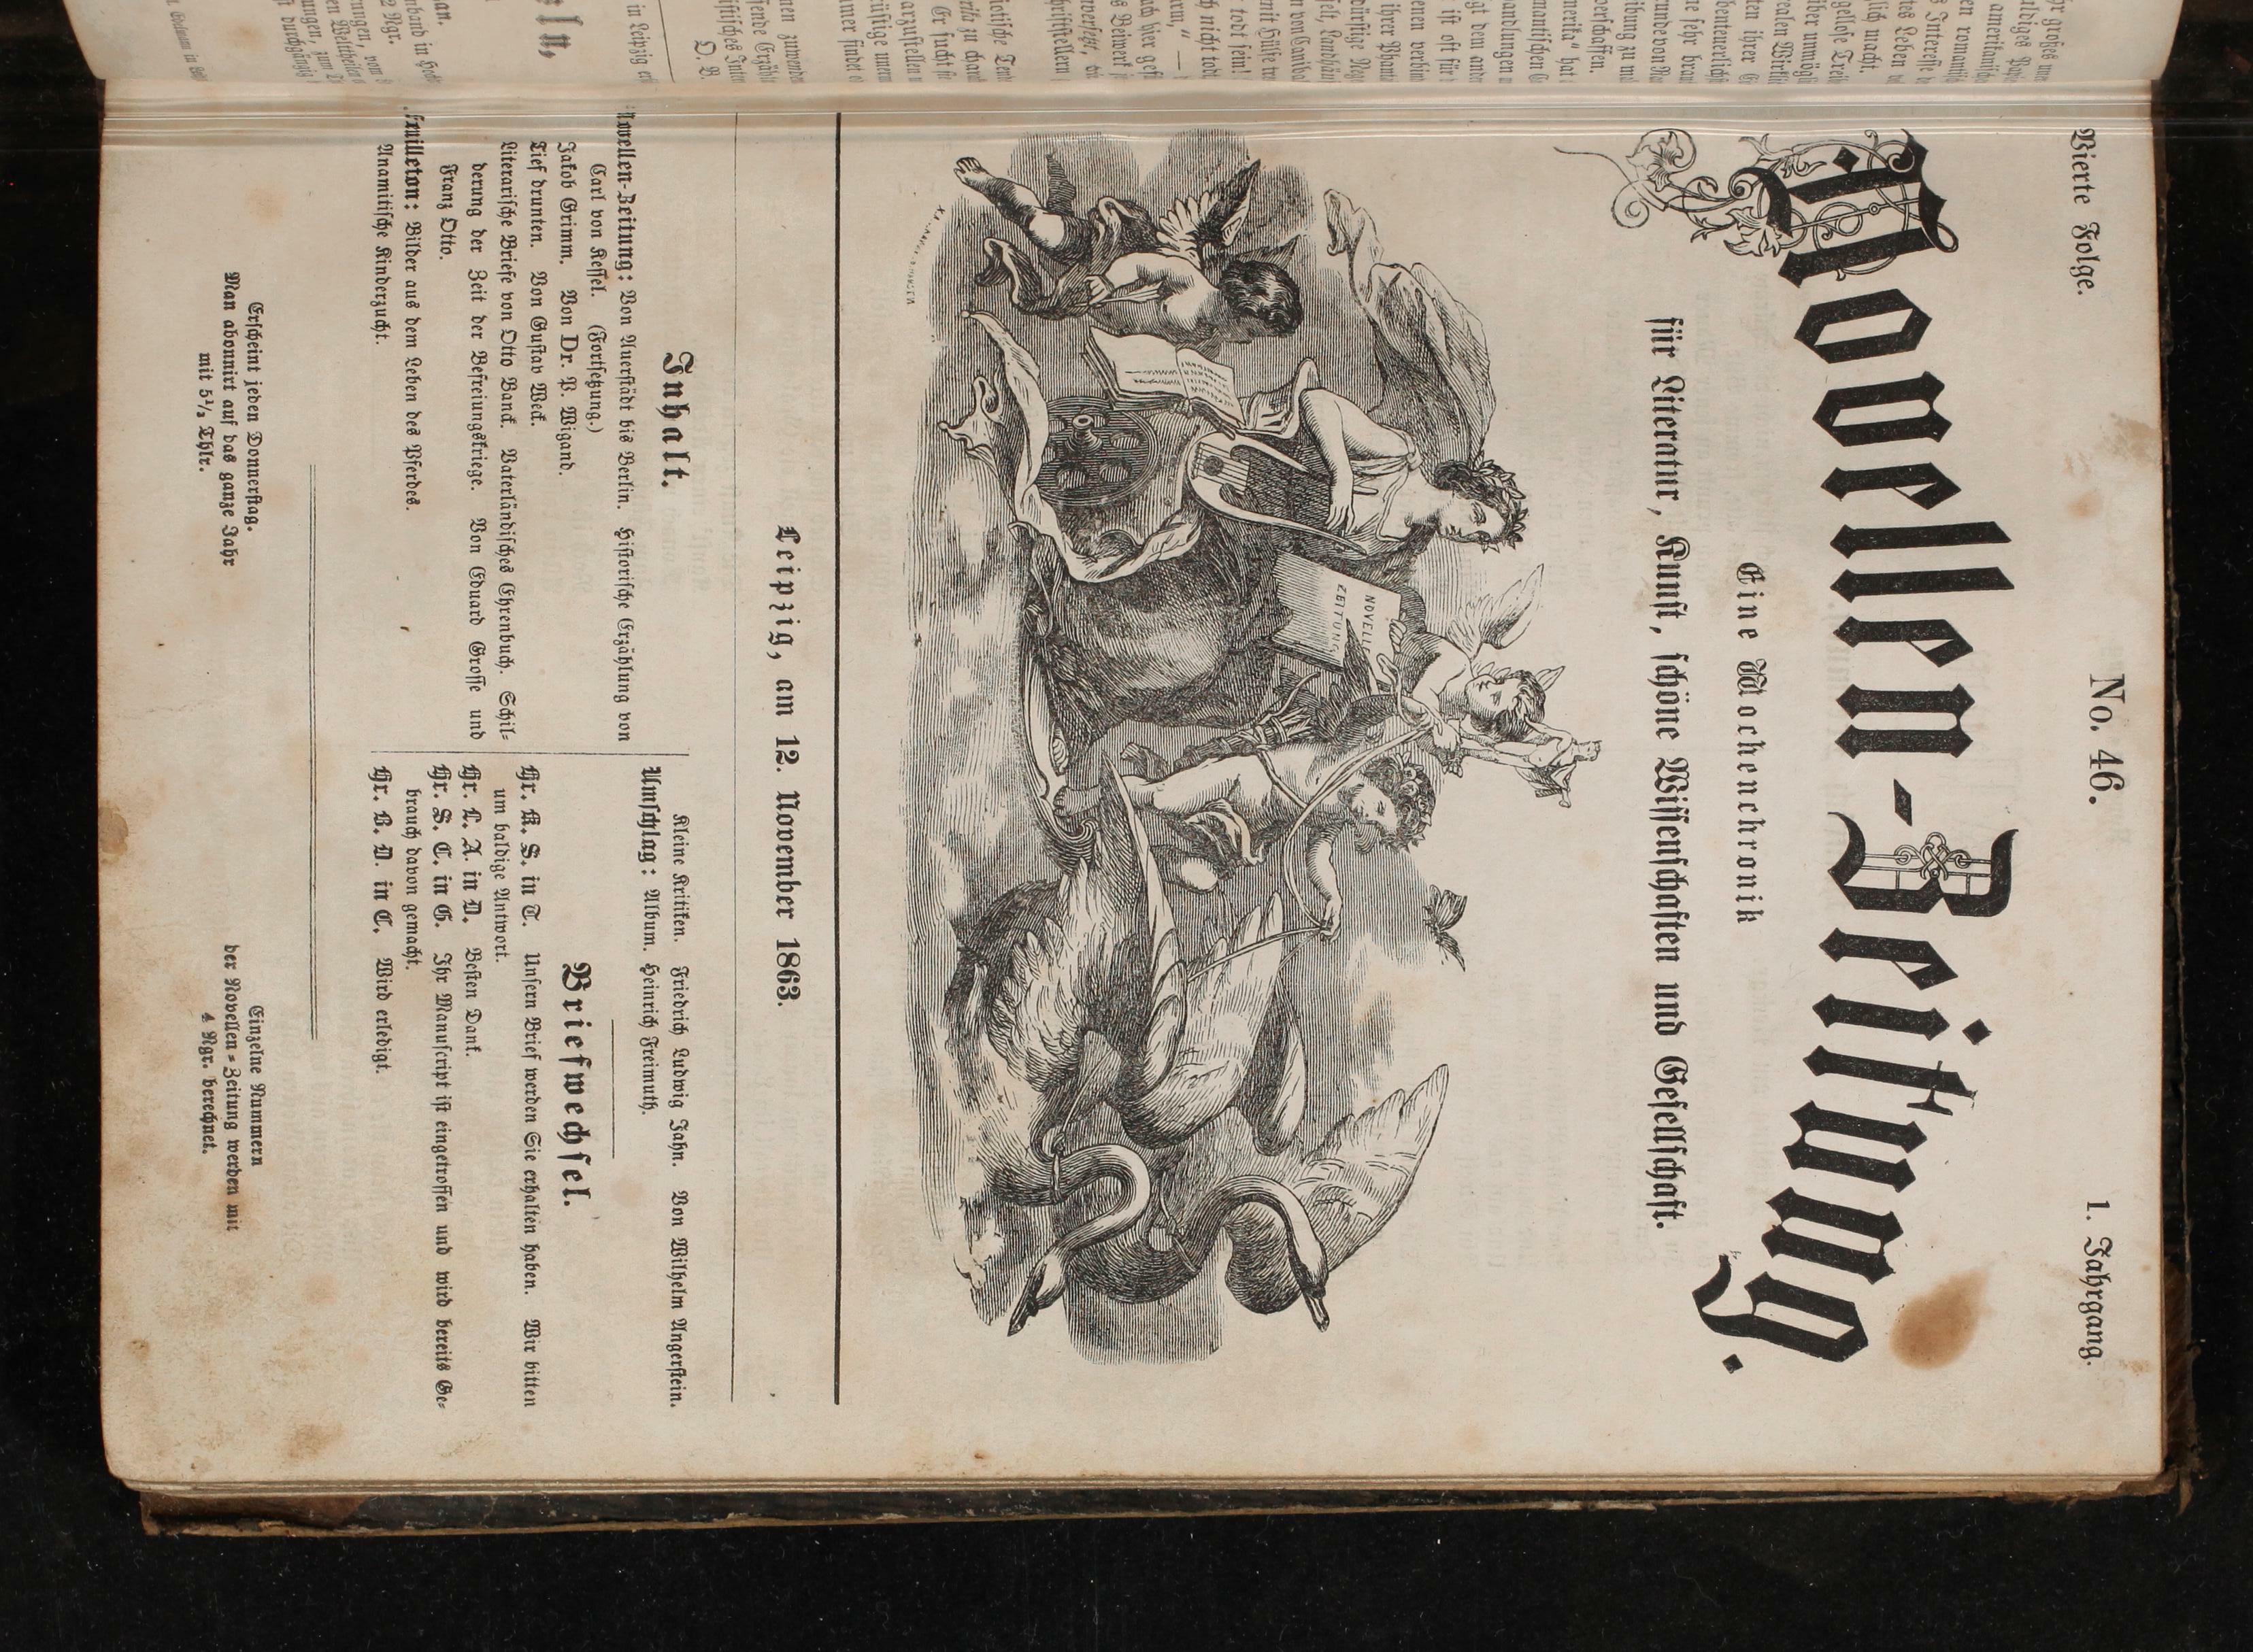 Vierte Folge.
No. 46.
1. Jahrgang.
Novellen-Zeitung.
Eine Wochenchronik
für Literatur, Kunst, schöne Wissenschaften und Gesellschaft.
NOVELLEN
ZEITUNG
Leipzig, am 12. November 1863.
Inhalt.
Novellen-Zeitung: Von Auerstädt bis Berlin. Historische Erzählung von
Carl von Kessel. (Fortsetzung.)
Jakob Grimm. Von Dr. P. Wigand.
Tief drunten. Von Gustav Weck.
Literarische Briefe von Otto Banck. Vaterländisches Ehrenbuch. Schil-
derung der Zeit der Befreiungskriege. Von Eduard Grosse und
Franz Otto.
Feuilleton: Bilder aus dem Leben des Pferdes.
Anamitische Kinderzucht.
Kleine Kritiken. Friedrich Ludwig Jahn. Von Wilhelm Angerstein.
Umschlag: Album. Heinrich Freimuth.
Briefwechsel.
Hr. K. S. in T. Unsern Brief werden Sie erhalten haben. Wir bitten
um baldige Antwort.
Hr. L. A. in D. Besten Dank.
Hr. S. C. in G. Ihr Manuscript ist eingetroffen und wird bereits Ge-
brauch davon gemacht.
Hr. B. D. in C. Wird erledigt.
Erscheint jeden Donnerstag.
Man abonnirt auf das ganze Jahr
mit 5 1/3 Thlr.
Einzelne Nummern
der Novellen-Zeitung werden mit
4 Ngr. berechnet.